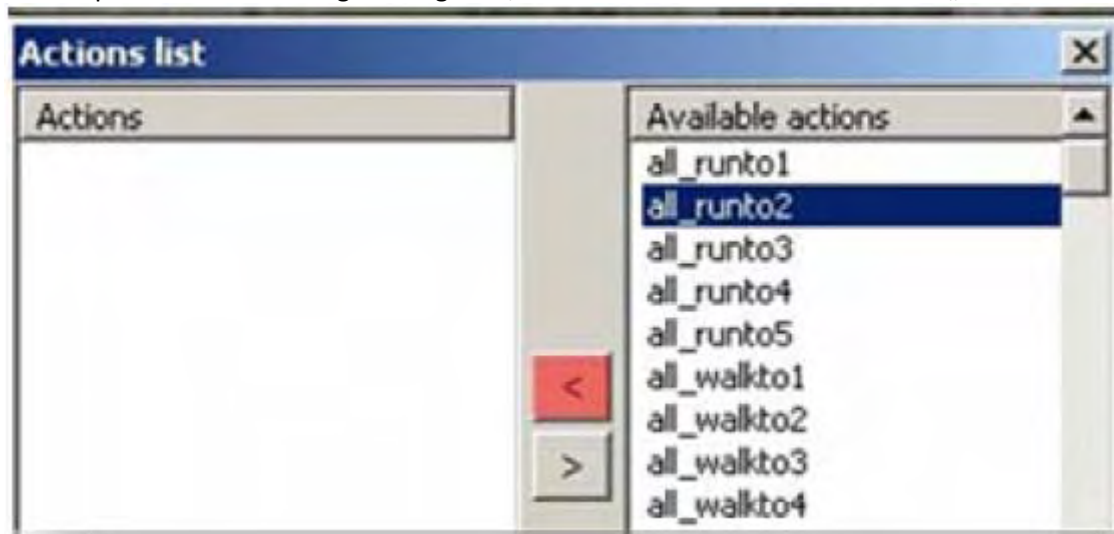 Actions list
Actions
Available actions
all_runto1
all_runto2
all_runto3
all_runto4
all_runto5
all_walkto1
<
all_walkto2
all_walkto3
>
all_walkto4